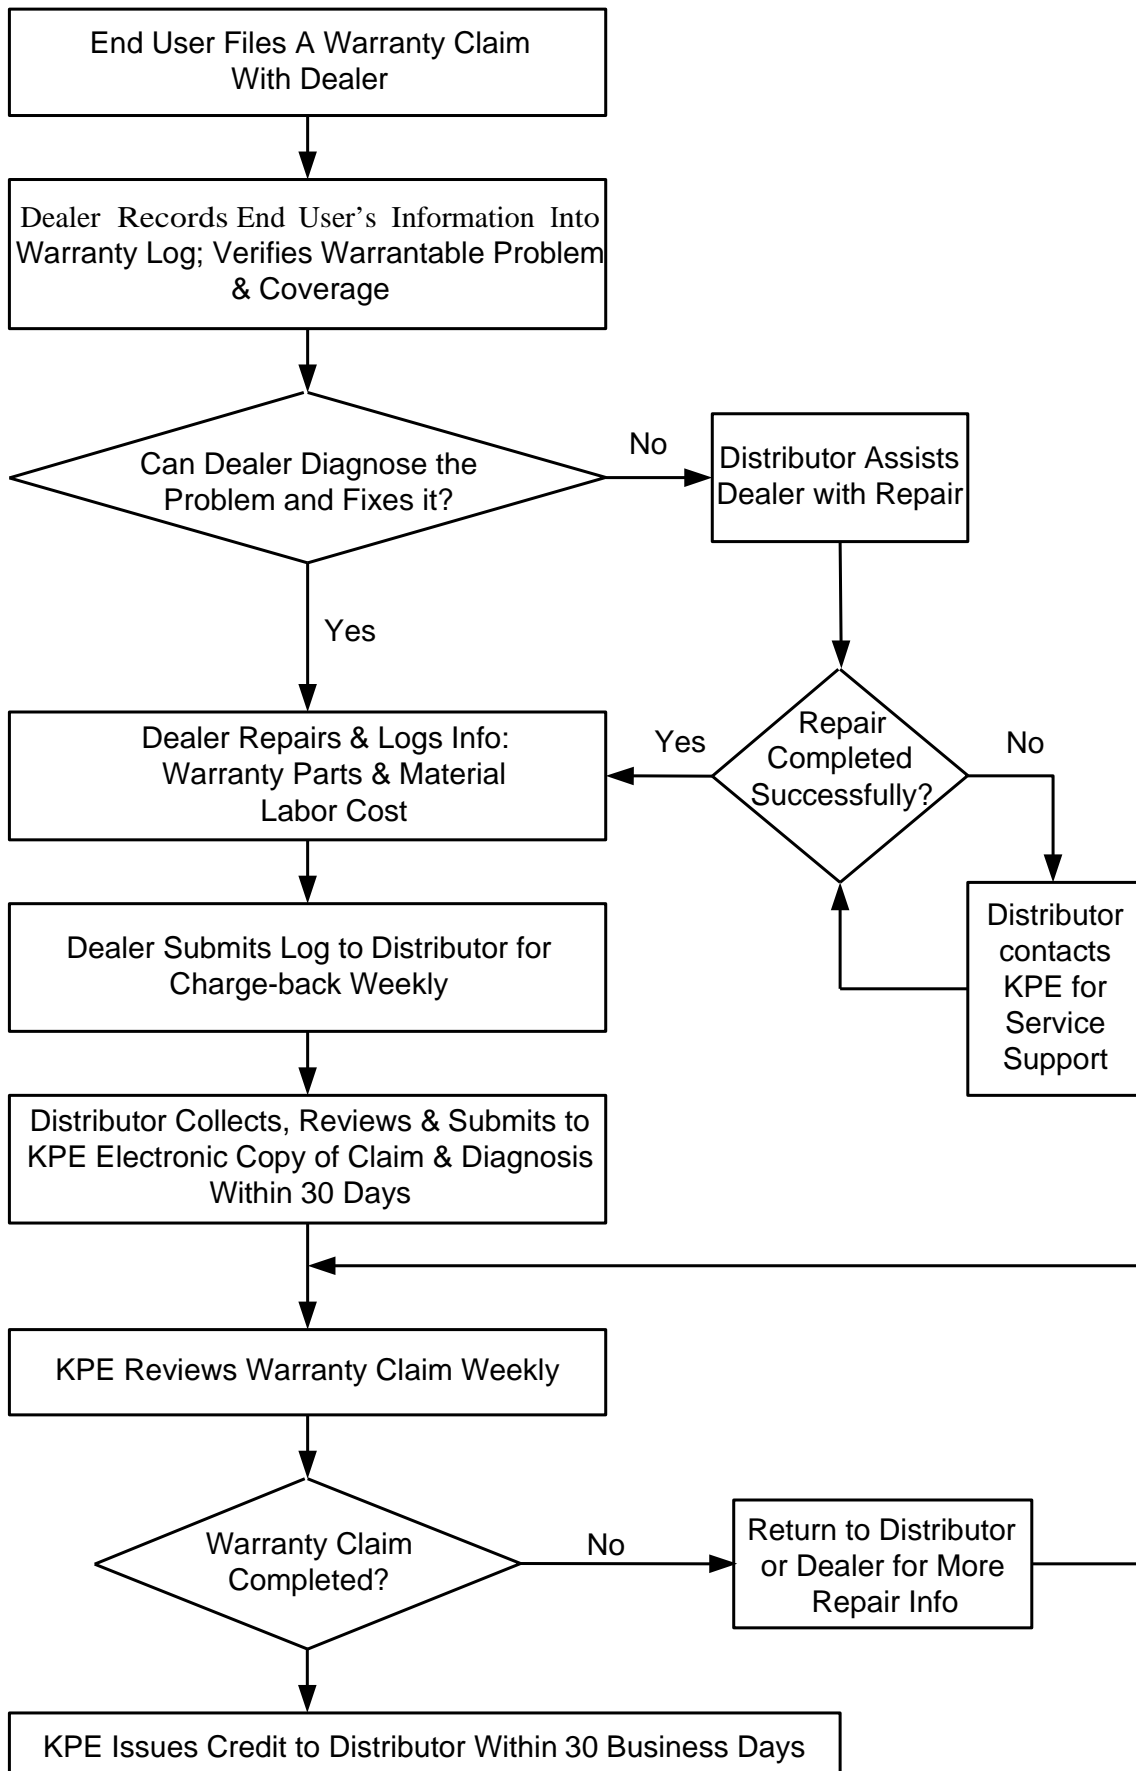 End User Files A Warranty Claim
With Dealer
Dealer Records End User’s Information Into
Warranty Log; Verifies Warrantable Problem
& Coverage
Can Dealer Diagnose the
Problem and Fixes it?
No
Distributor Assists
Dealer with Repair
Yes
Dealer Repairs & Logs Info:
Warranty Parts & Material
Labor Cost
Yes
Repair
Completed
Successfully?
No
Distributor
contacts
KPE for
Service
Support
Dealer Submits Log to Distributor for
Charge-back Weekly
Distributor Collects, Reviews & Submits to
KPE Electronic Copy of Claim & Diagnosis
Within 30 Days
KPE Reviews Warranty Claim Weekly
Warranty Claim
Completed?
No
Return to Distributor
or Dealer for More
Repair Info
KPE Issues Credit to Distributor Within 30 Business Days